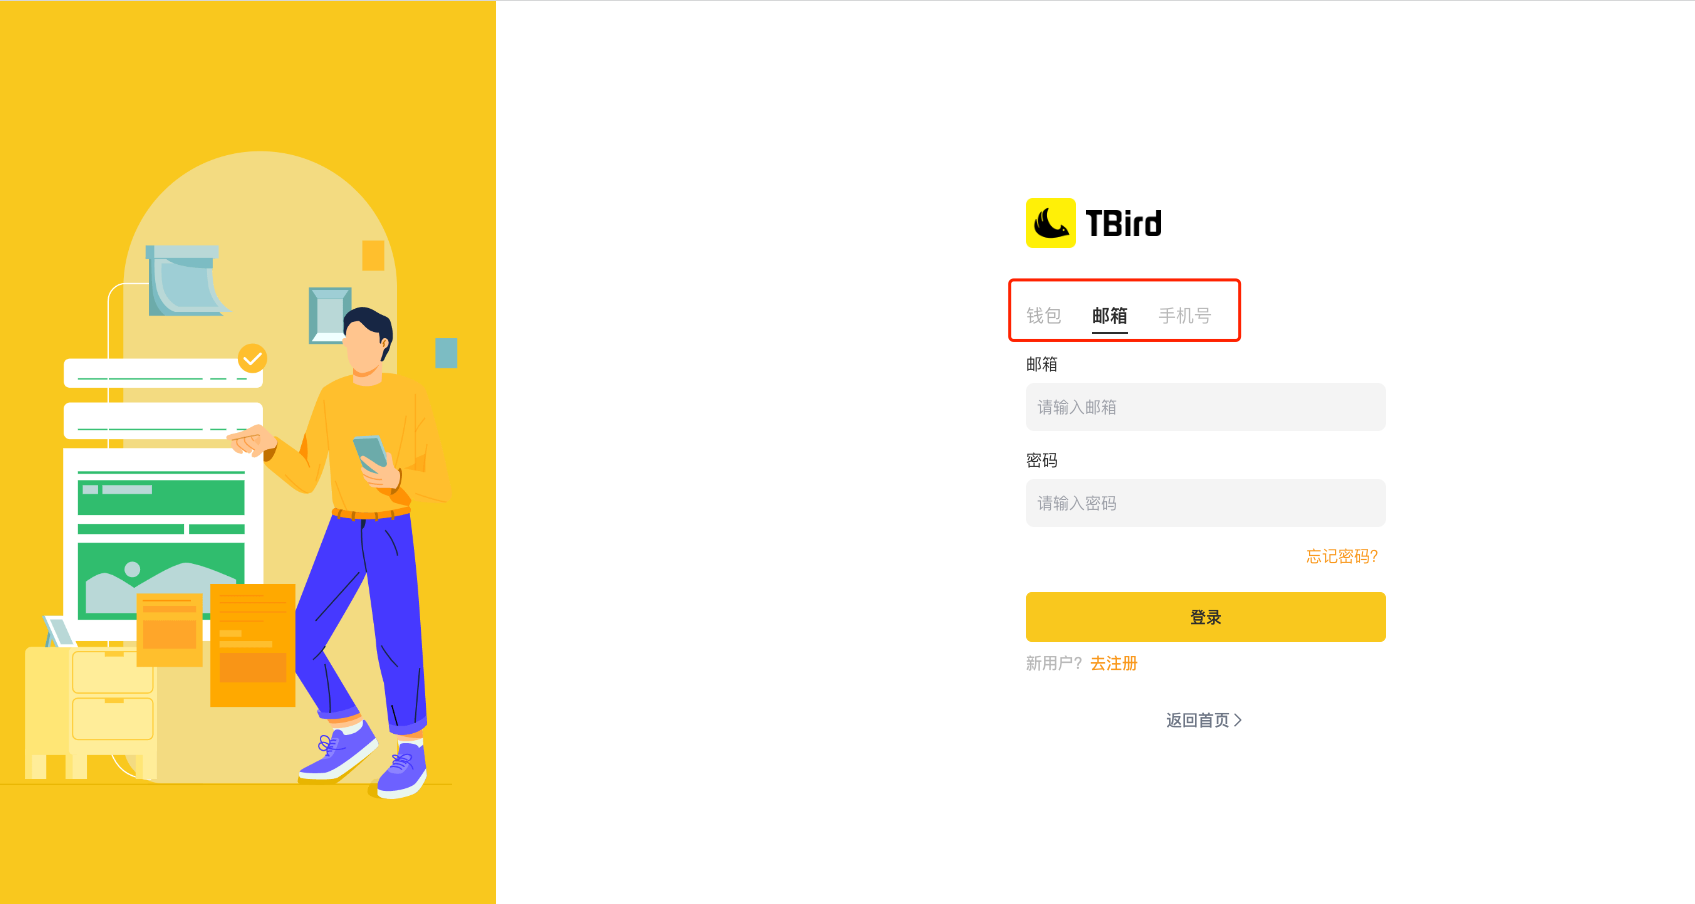 TBird
钱包 邮箱 手机号
邮箱
请输入邮箱
密码
请输入密码
忘记密码?
登录
新用户? 去注册
返回首页